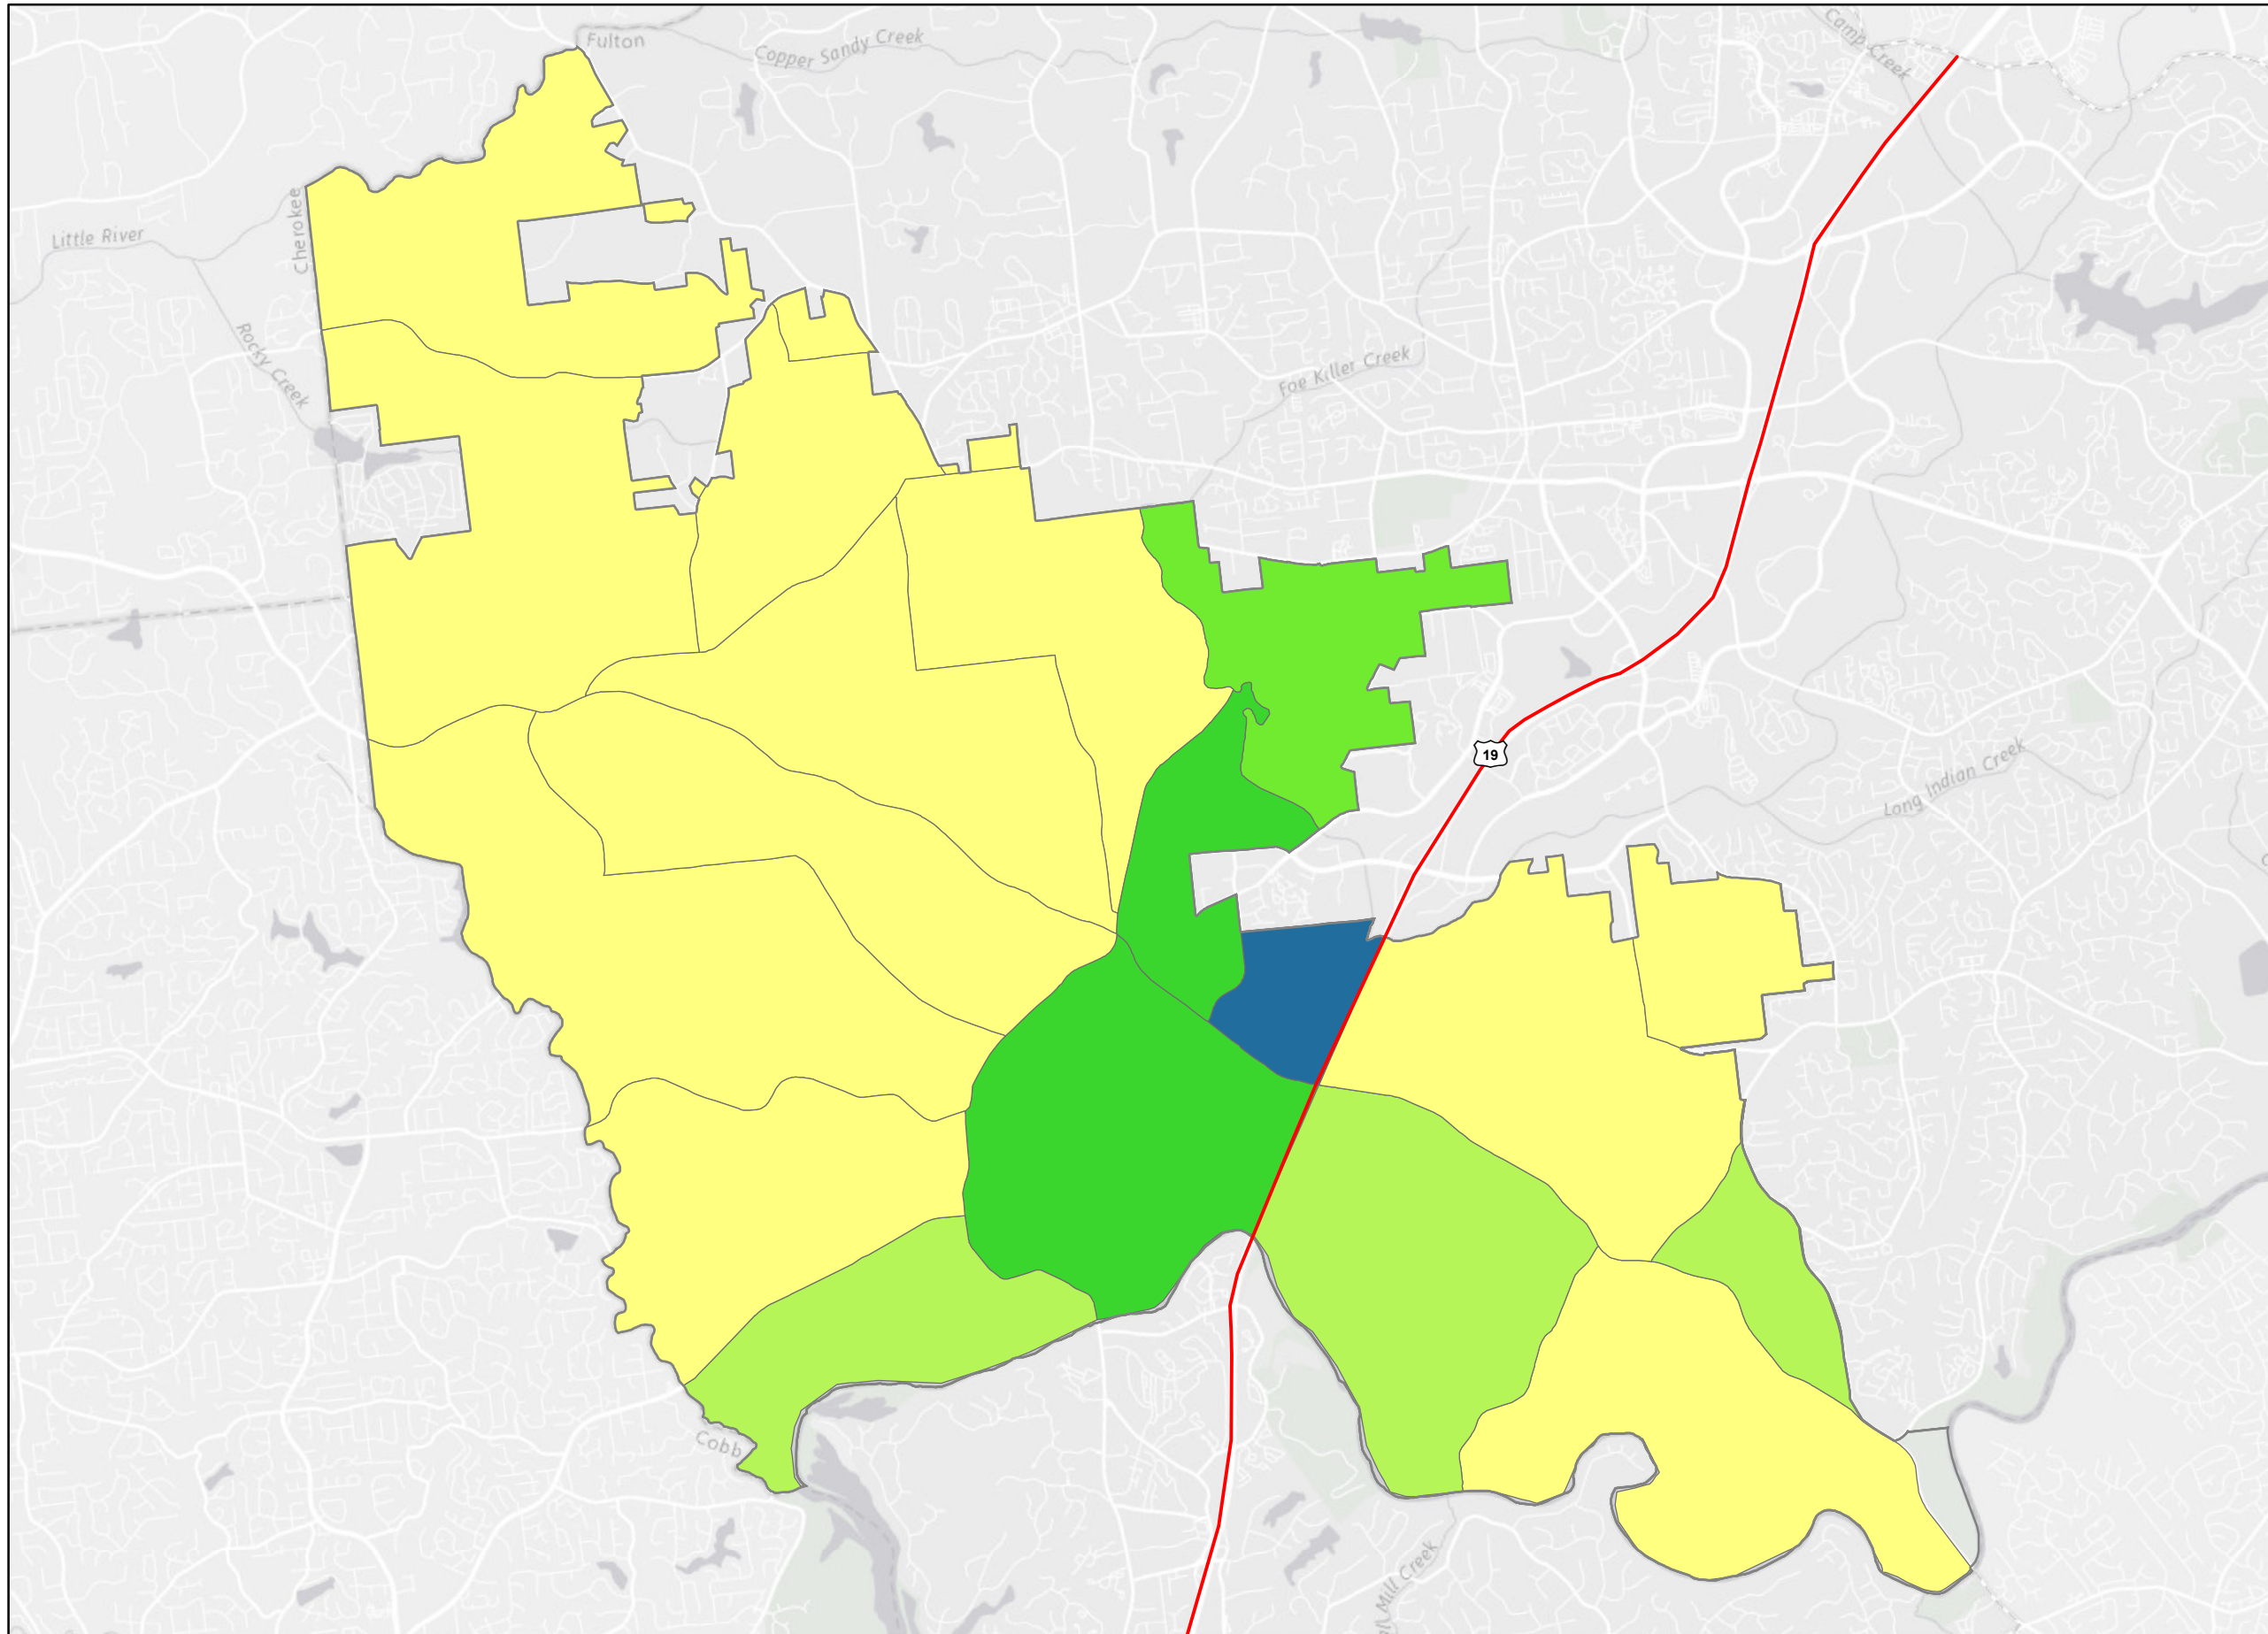 Fulton
Copper Sandy Creek
Camp Creek
Cherokee
Little River
Rocky Creek
Foe Killer Creek
19
Long Indian Creek
Cobb
Mill Creek